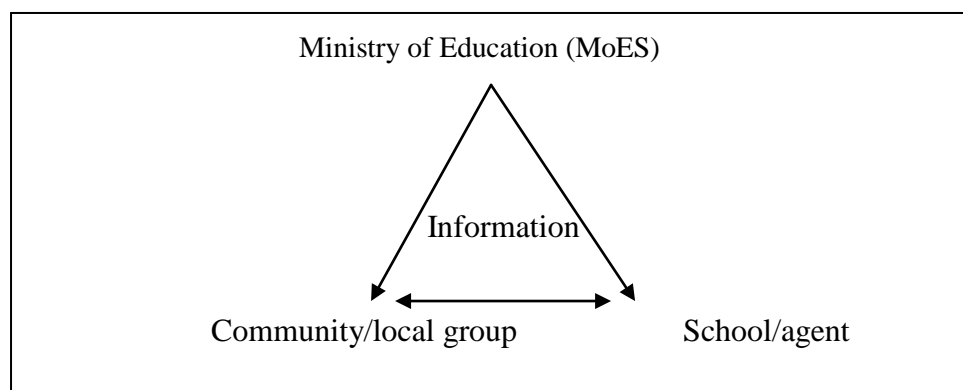 Ministry of Education (MoES)
Information
Community/local group School/agent